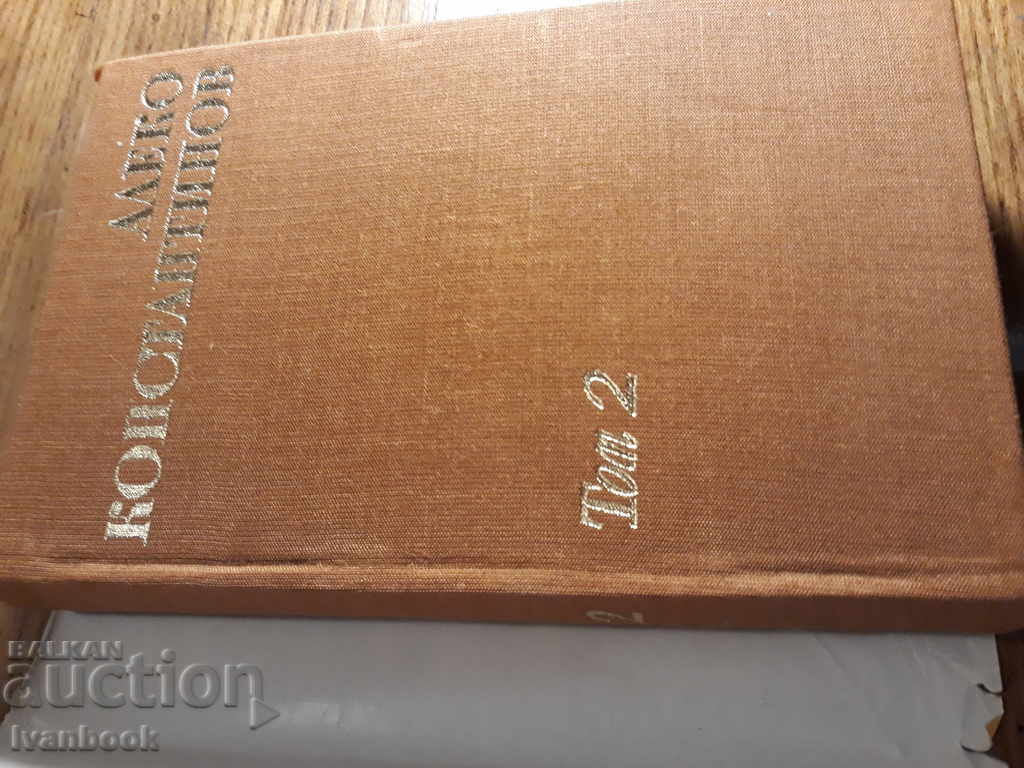 АЛЕКО
КОНСТАНТИНОВ
Том 2
2
BALKAN
auction
Ivanbook